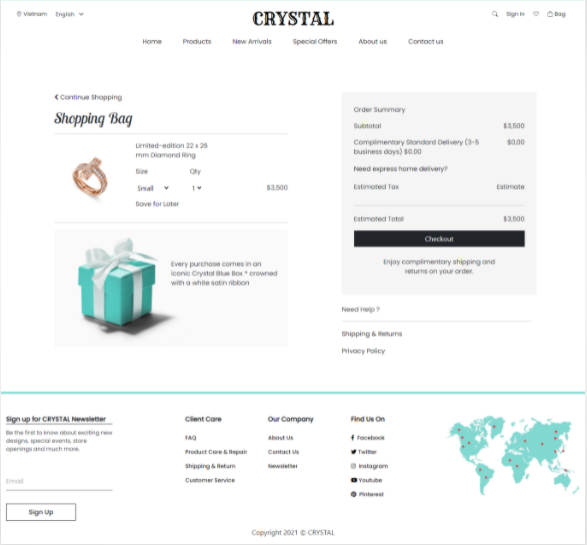 Vietnam English
CRYSTAL
Sign In
Bag
Home Products New Arrivals Special Offers About us Contact us
Continue Shopping
Shopping Bag
Limited-edition 22 x 28
mm Diamond Ring
Size Qty
Small 1 $3,500
Save for Later
Every purchase comes in an
iconic Crystal Blue Box ® crowned
with a white satin ribbon
Order Summary
Subtotal $3,500
Complimentary Standard Delivery (3-5 $0.00
business days) $0.00
Need express home delivery?
Estimated Tax Estimate
Estimated Total $3,500
Checkout
Enjoy complimentary shipping and
returns on your order.
Need Help ?
Shipping & Returns
Privacy Policy
Sign up for CRYSTAL Newsletter
Be the first to know about exciting new
designs, special events, store
openings and much more.
Email
Sign Up
Client Care
FAQ
Product Care & Repair
Shipping & Return
Customer Service
Our Company
About Us
Contact Us
Newsletter
Find Us On
Facebook
Twitter
Instagram
Youtube
Pinterest
Copyright 2021 © CRYSTAL